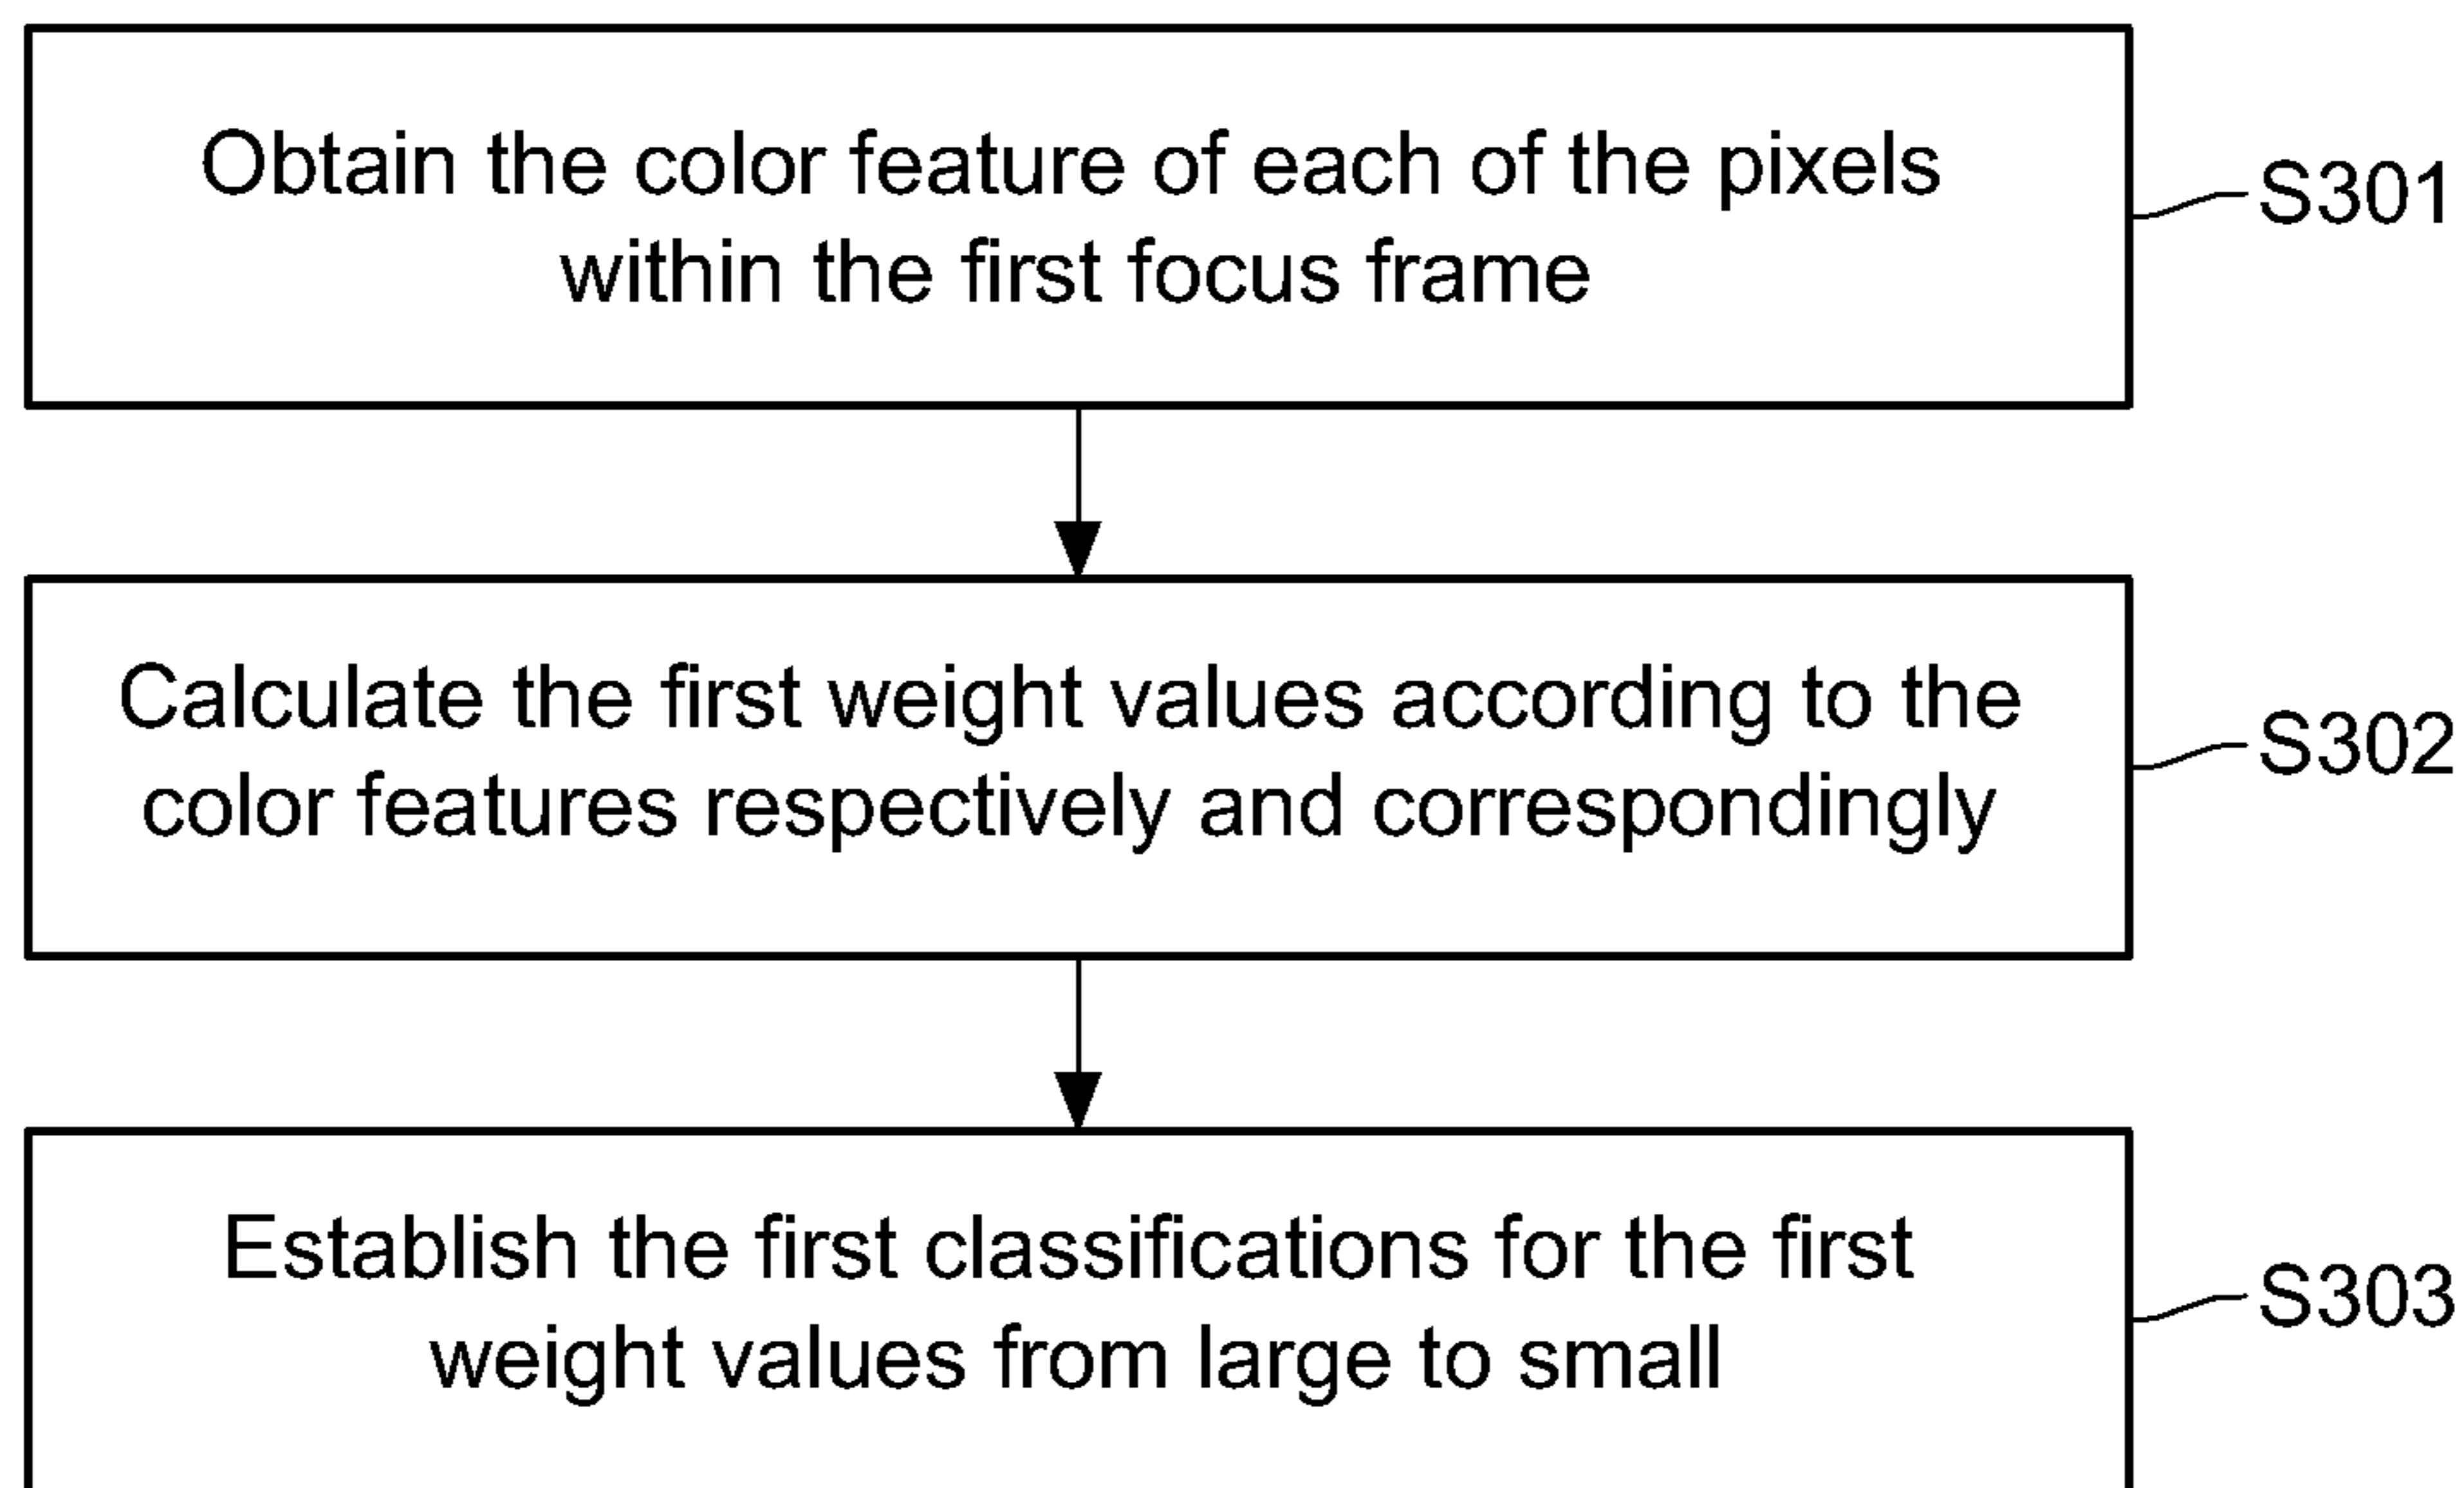 Obtain the color feature of each of the pixels
within the first focus frame
S301
Calculate the first weight values according to the
color features respectively and correspondingly
S302
Establish the first classifications for the first
weight values from large to small
S303